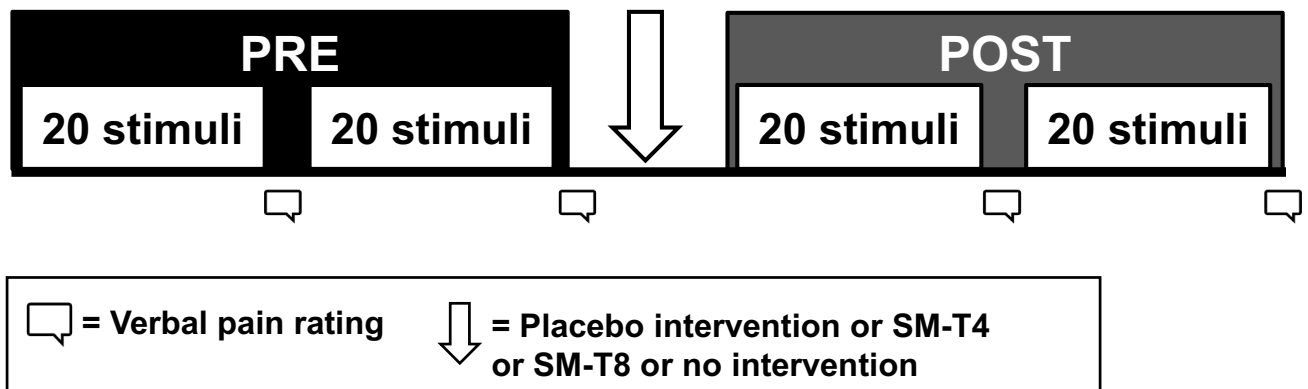 PRE
POST
20 stimuli
20 stimuli
20 stimuli
20 stimuli
= Verbal pain rating
= Placebo intervention or SM-T4
or SM-T8 or no intervention